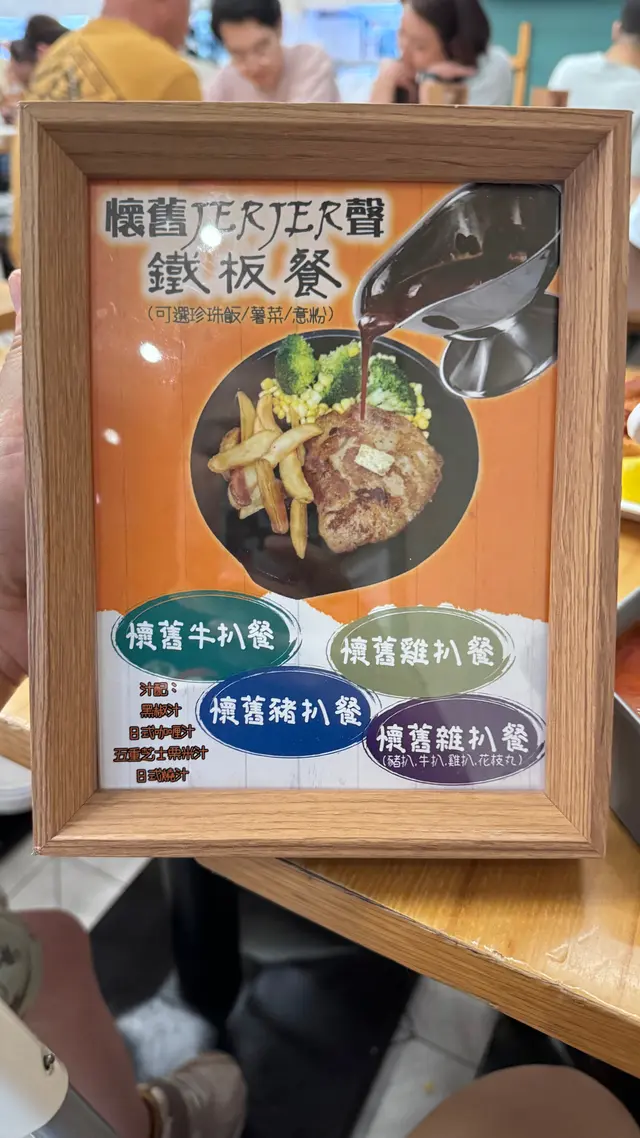 懷舊JERJER聲
鐵板餐
(可選珍珠飯/薯菜/意粉)
懷舊牛扒餐
懷舊雞扒餐
懷舊豬扒餐
懷舊雜扒餐
(豬扒,牛扒,雞扒,花枝丸)
汁配:
黑椒汁
日式咖喱汁
五重芝士粟米汁
日式燒汁